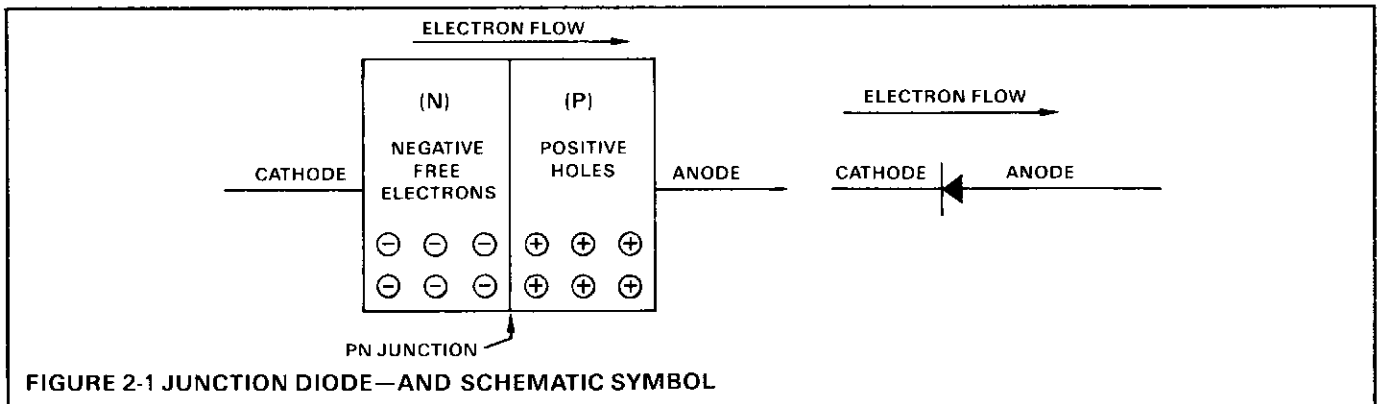 ELECTRON FLOW
(N)
(P)
NEGATIVE
FREE
ELECTRONS
POSITIVE
HOLES
CATHODE
ANODE
⊖ ⊖ ⊖ ⊕ ⊕ ⊕
⊖ ⊖ ⊖ ⊕ ⊕ ⊕
PN JUNCTION
ELECTRON FLOW
CATHODE
ANODE
FIGURE 2-1 JUNCTION DIODE—AND SCHEMATIC SYMBOL